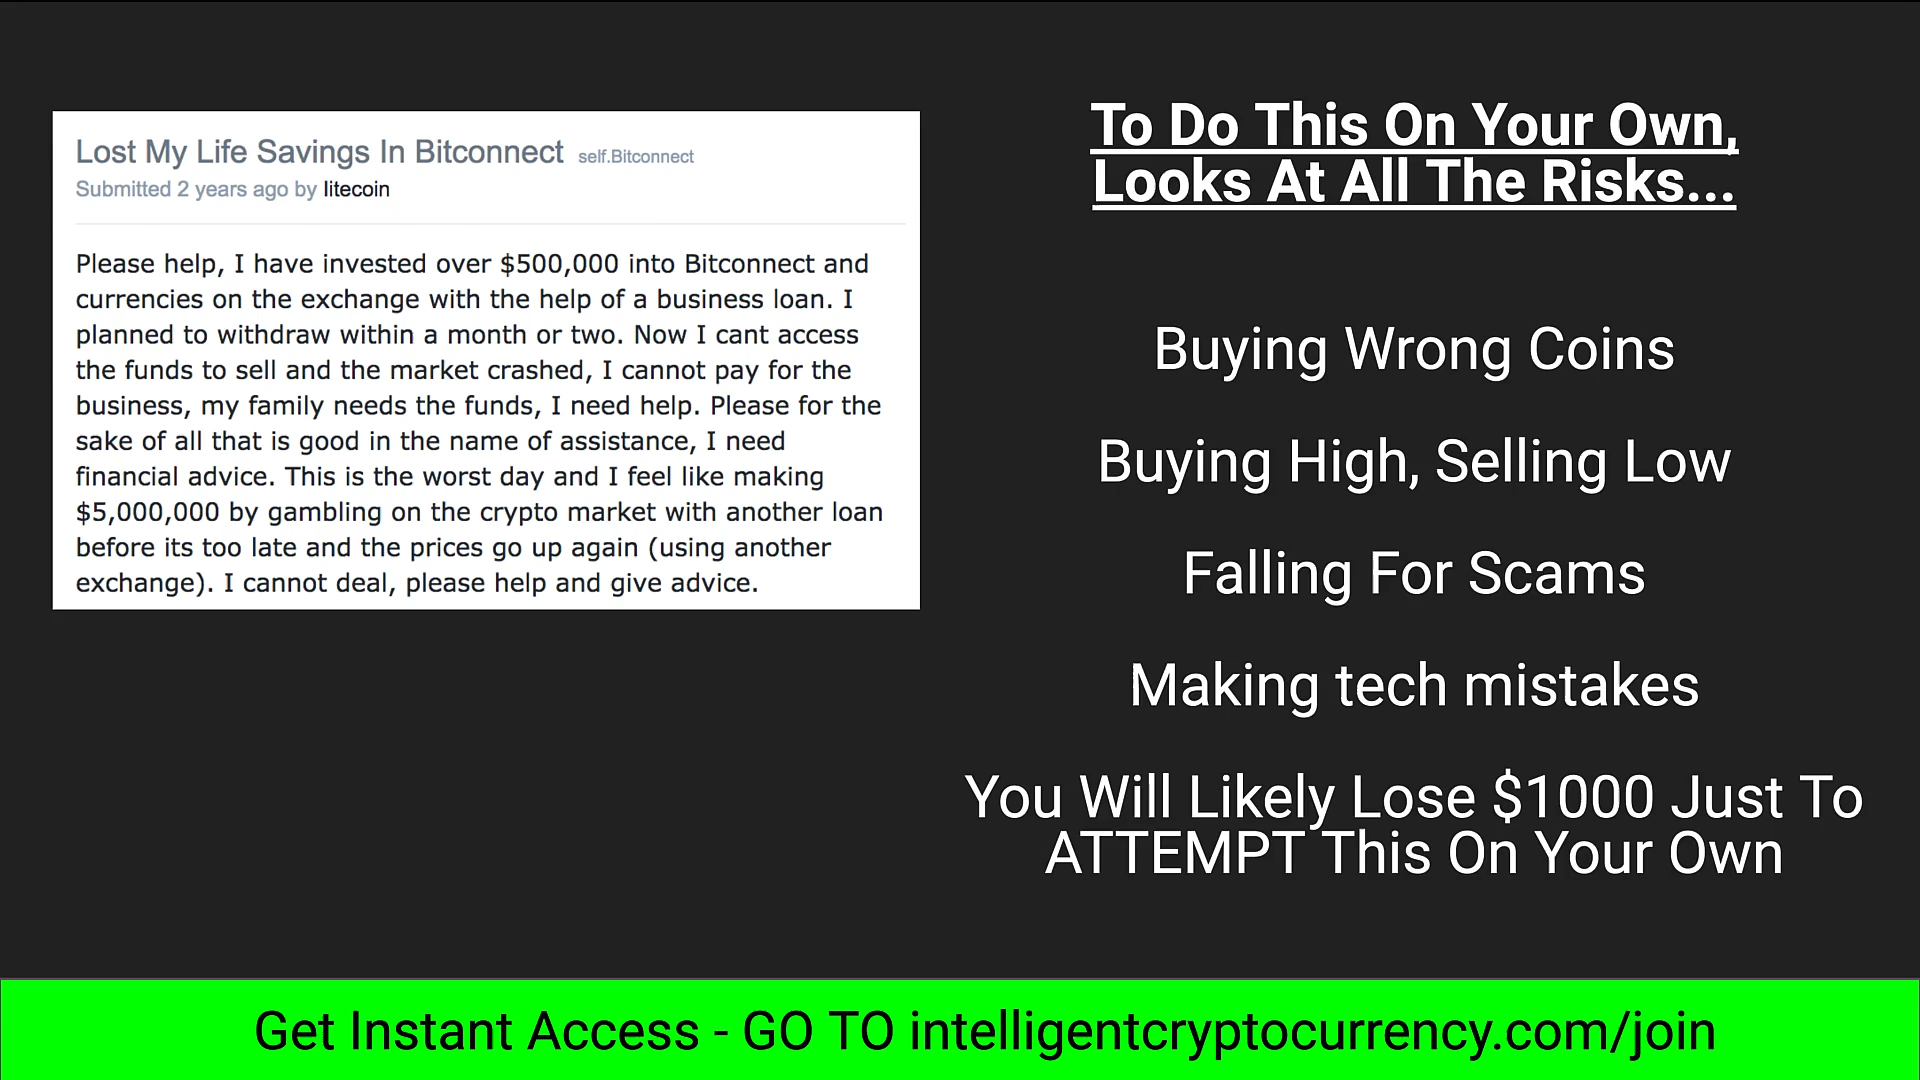 Lost My Life Savings In Bitconnect self.Bitconnect
Submitted 2 years ago by litecoin
Please help, I have invested over $500,000 into Bitconnect and
currencies on the exchange with the help of a business loan. I
planned to withdraw within a month or two. Now I cant access
the funds to sell and the market crashed, I cannot pay for the
business, my family needs the funds, I need help. Please for the
sake of all that is good in the name of assistance, I need
financial advice. This is the worst day and I feel like making
$5,000,000 by gambling on the crypto market with another loan
before its too late and the prices go up again (using another
exchange). I cannot deal, please help and give advice.
To Do This On Your Own,
Looks At All The Risks...
Buying Wrong Coins
Buying High, Selling Low
Falling For Scams
Making tech mistakes
You Will Likely Lose $1000 Just To
ATTEMPT This On Your Own
Get Instant Access - GO TO intelligentcryptocurrency.com/join